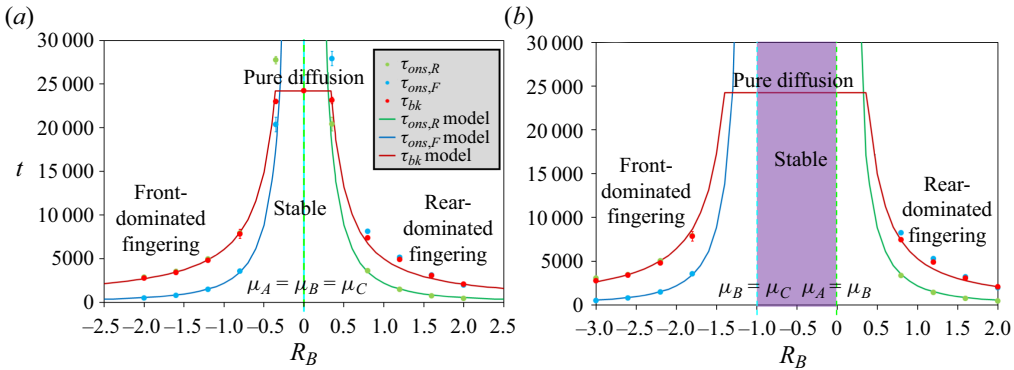 (a)
30 000
25 000
20 000
15 000
10 000
5000
0
t
Pure diffusion
τons,R
τons,F
τbk
τons,R model
τons,F model
τbk model
Front-
dominated
fingering
Stable
Rear-
dominated
fingering
μA = μB = μC
−2.5 −2.0 −1.5 −1.0 −0.5 0 0.5 1.0 1.5 2.0 2.5
RB
(b)
30 000
25 000
20 000
15 000
10 000
5000
0
Pure diffusion
Stable
Front-
dominated
fingering
Rear-
dominated
fingering
μB = μC μA = μB
−3.0 −2.5 −2.0 −1.5 −1.0 −0.5 0 0.5 1.0 1.5 2.0
RB